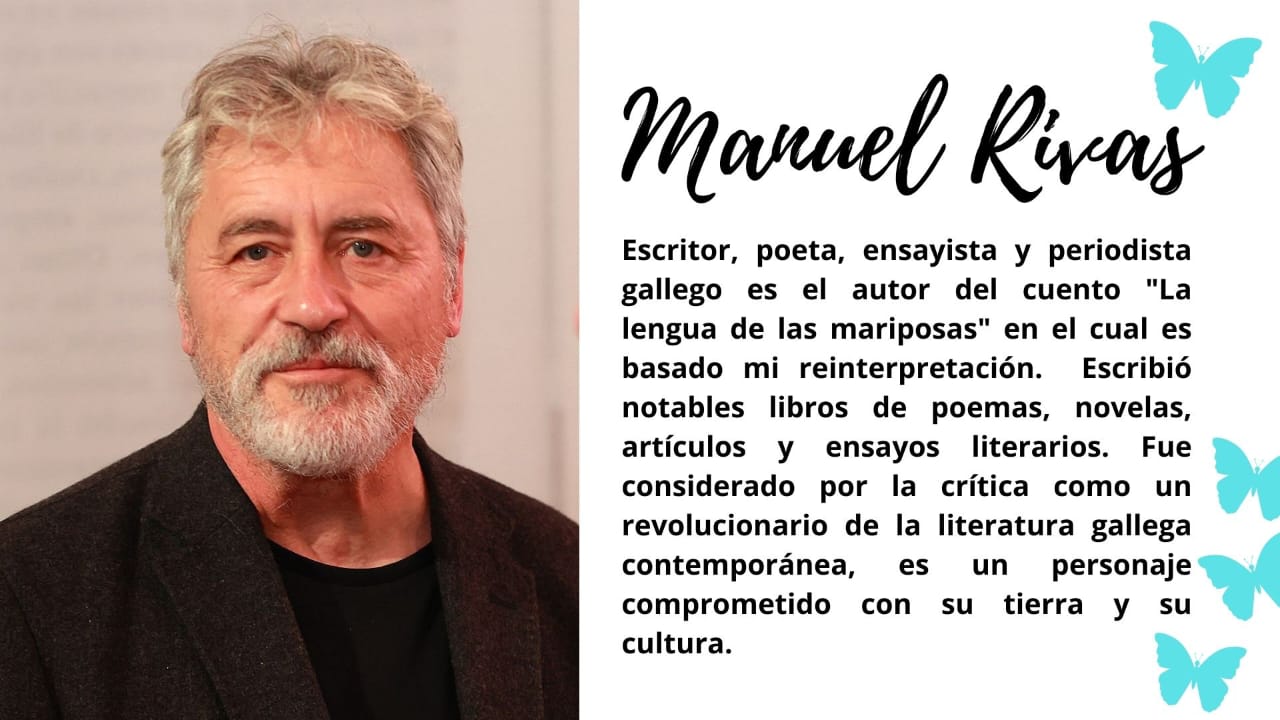 Manuel Rivas
Escritor, poeta, ensayista y periodista
gallego es el autor del cuento "La
lengua de las mariposas" en el cual es
basado mi reinterpretación. Escribió
notables libros de poemas, novelas,
artículos y ensayos literarios. Fue
considerado por la crítica como un
revolucionario de la literatura gallega
contemporánea, es un personaje
comprometido con su tierra y su
cultura.